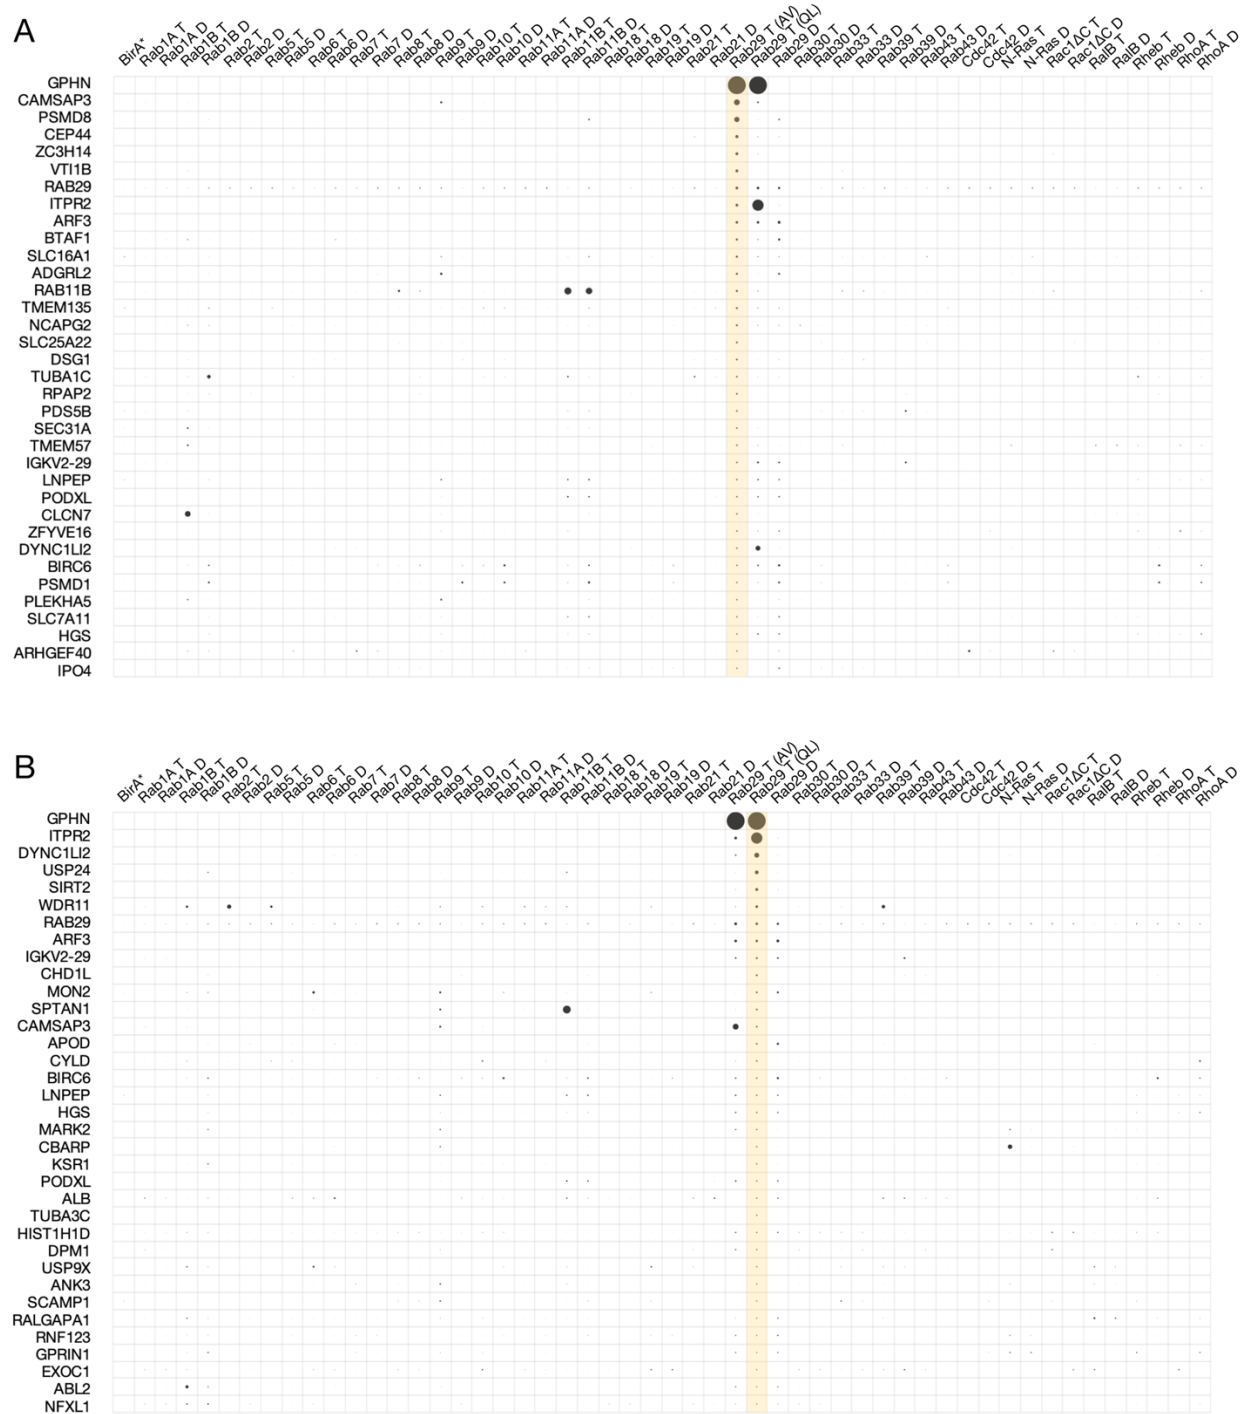 A
BirA*
Rab1A T
Rab1A D
Rab1B T
Rab1B D
Rab2 T
Rab2 D
Rab5 T
Rab5 D
Rab6 T
Rab6 D
Rab7 T
Rab7 D
Rab8 T
Rab8 D
Rab9 T
Rab9 D
Rab10 T
Rab10 D
Rab11A T
Rab11A D
Rab11B T
Rab11B D
Rab18 T
Rab18 D
Rab19 T
Rab19 D
Rab21 T
Rab21 D
Rab29 T (AV)
Rab29 T (QL)
Rab29 D
Rab30 T
Rab30 D
Rab33 T
Rab33 D
Rab39 T
Rab39 D
Rab43 T
Rab43 D
Cdc42 T
Cdc42 D
N-Ras T
N-Ras D
Rac1ΔC T
Rac1ΔC D
RalB T
RalB D
Rheb T
Rheb D
RhoA T
RhoA D
GPHN
CAMSAP3
PSMD8
CEP44
ZC3H14
VTI1B
RAB29
ITPR2
ARF3
BTAF1
SLC16A1
ADGRL2
RAB11B
TMEM135
NCAPG2
SLC25A22
DSG1
TUBA1C
RPAP2
PDS5B
SEC31A
TMEM57
IGKV2-29
LNPEP
PODXL
CLCN7
ZFYVE16
DYNC1LI2
BIRC6
PSMD1
PLEKHA5
SLC7A11
HGS
ARHGEF40
IPO4
B
BirA*
Rab1A T
Rab1A D
Rab1B T
Rab1B D
Rab2 T
Rab2 D
Rab5 T
Rab5 D
Rab6 T
Rab6 D
Rab7 T
Rab7 D
Rab8 T
Rab8 D
Rab9 T
Rab9 D
Rab10 T
Rab10 D
Rab11A T
Rab11A D
Rab11B T
Rab11B D
Rab18 T
Rab18 D
Rab19 T
Rab19 D
Rab21 T
Rab21 D
Rab29 T (AV)
Rab29 T (QL)
Rab29 D
Rab30 T
Rab30 D
Rab33 T
Rab33 D
Rab39 T
Rab39 D
Rab43 T
Rab43 D
Cdc42 T
Cdc42 D
N-Ras T
N-Ras D
Rac1ΔC T
Rac1ΔC D
RalB T
RalB D
Rheb T
Rheb D
RhoA T
RhoA D
GPHN
ITPR2
DYNC1LI2
USP24
SIRT2
WDR11
RAB29
ARF3
IGKV2-29
CHD1L
MON2
SPTAN1
CAMSAP3
APOD
CYLD
BIRC6
LNPEP
HGS
MARK2
CBARP
KSR1
PODXL
ALB
TUBA3C
HIST1H1D
DPM1
USP9X
ANK3
SCAMP1
RALGAPA1
RNF123
GPRIN1
EXOC1
ABL2
NFXL1